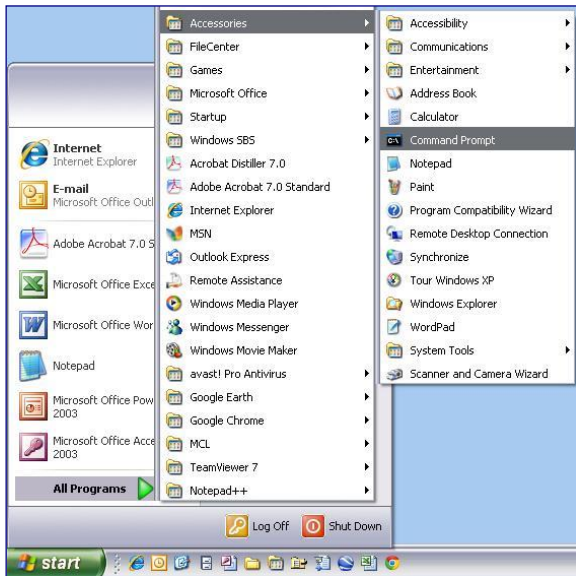 Internet
Internet Explorer
E-mail
Microsoft Office Outl
Adobe Acrobat 7.0 S
Microsoft Office Exce
Microsoft Office Wor
Notepad
Microsoft Office Pow
2003
Microsoft Office Acce
2003
All Programs
Accessories
FileCenter
Games
Microsoft Office
Startup
Windows SBS
Acrobat Distiller 7.0
Adobe Acrobat 7.0 Standard
Internet Explorer
MSN
Outlook Express
Remote Assistance
Windows Media Player
Windows Messenger
Windows Movie Maker
avast! Pro Antivirus
Google Earth
Google Chrome
MCL
TeamViewer 7
Notepad++
Accessibility
Communications
Entertainment
Address Book
Calculator
Command Prompt
Notepad
Paint
Program Compatibility Wizard
Remote Desktop Connection
Synchronize
Tour Windows XP
Windows Explorer
WordPad
System Tools
Scanner and Camera Wizard
Log Off
Shut Down
start